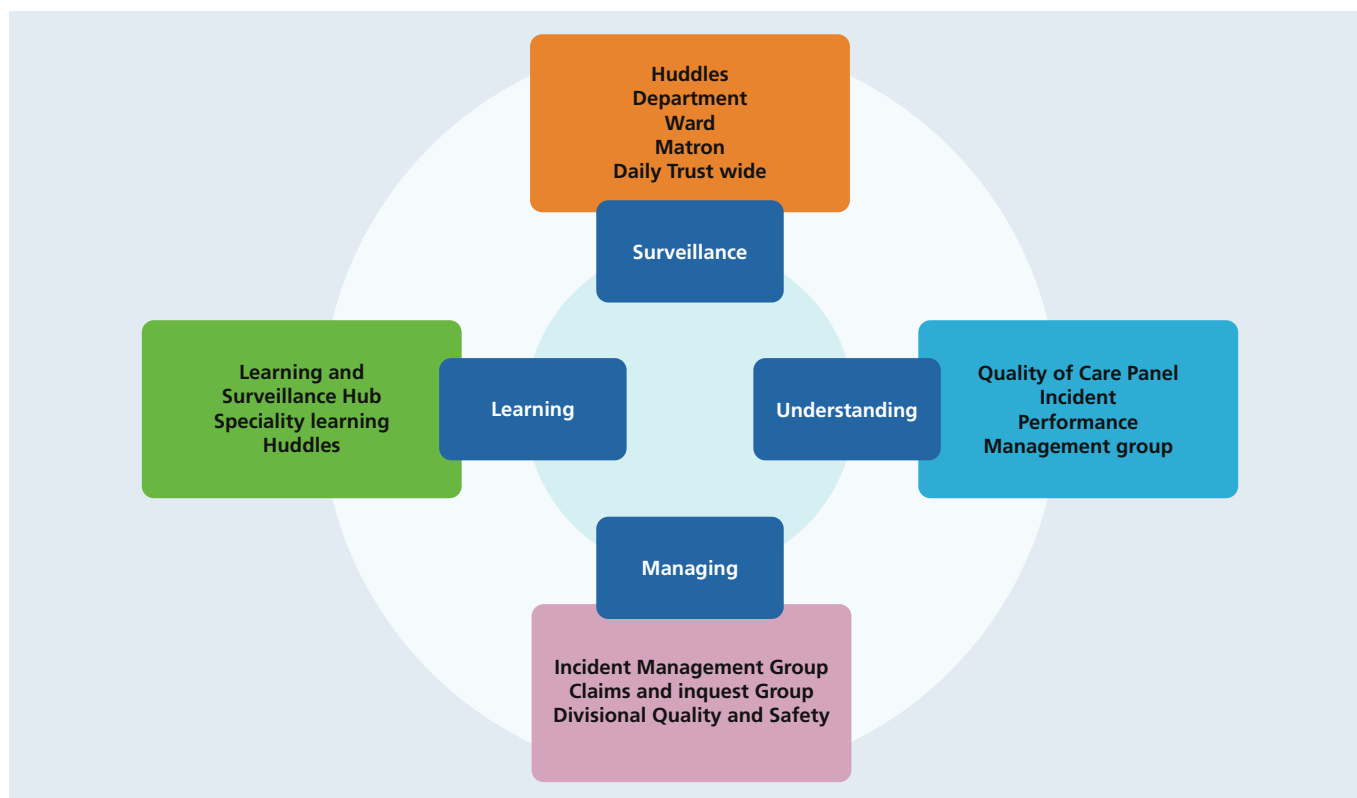 Huddles
Department
Ward
Matron
Daily Trust wide
Surveillance
Learning and
Surveillance Hub
Speciality learning
Huddles
Learning
Understanding
Quality of Care Panel
Incident
Performance
Management group
Managing
Incident Management Group
Claims and inquest Group
Divisional Quality and Safety